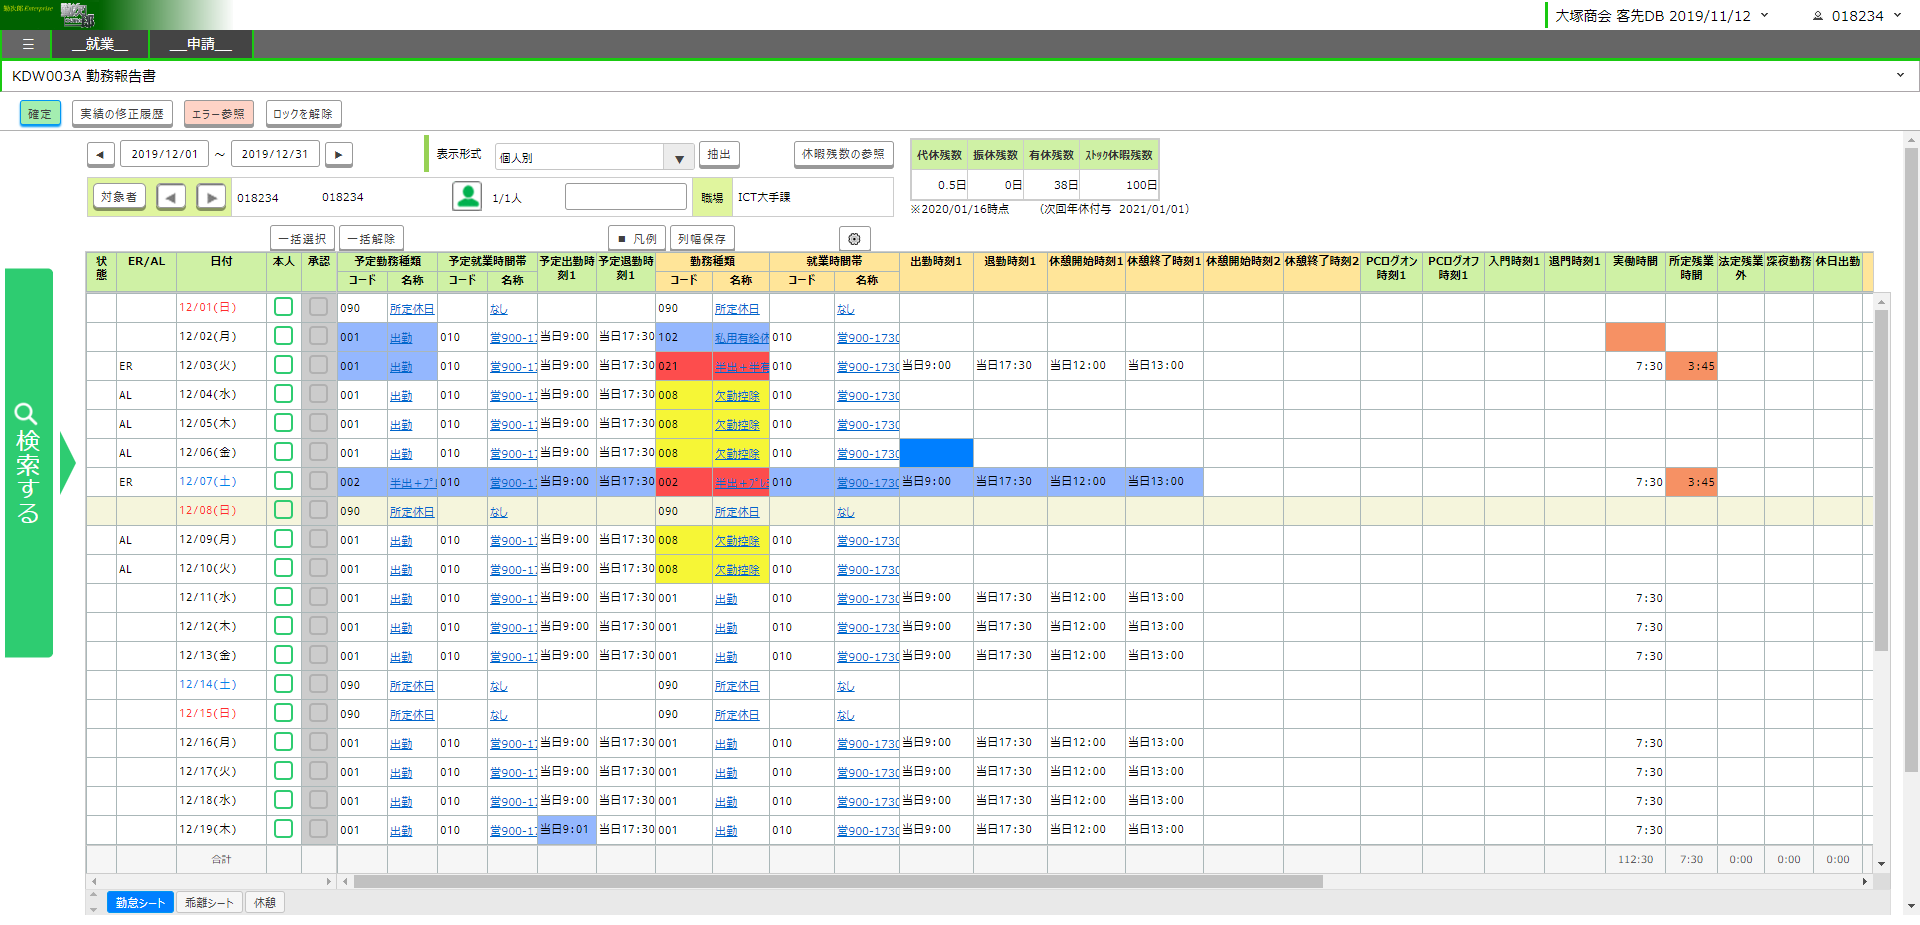 勤次郎 Enterprise
大塚商会 客先DB 2019/11/12
018234
☰ __就業__ __申請__
KDW003A 勤務報告書
確定 実績の修正履歴 エラー参照 ロックを解除
◀ 2019/12/01 ～ 2019/12/31 ▶ 表示形式 個人別 ▼ 抽出 休暇残数の参照
代休残数 振休残数 有休残数 ｽﾄｯｸ休暇残数
0.5日 0日 38日 100日
※2020/01/16時点 （次回年休付与 2021/01/01）
対象者 ◀ ▶ 018234 018234 1/1人 職場 ICT大手課
一括選択 一括解除 ■ 凡例 列幅保存
検索する
状態 ER/AL 日付 本人 承認 予定勤務種類 予定就業時間帯 予定出勤時刻1 予定退勤時刻1 勤務種類 就業時間帯 出勤時刻1 退勤時刻1 休憩開始時刻1 休憩終了時刻1 休憩開始時刻2 休憩終了時刻2 PCログオン時刻1 PCログオフ時刻1 入門時刻1 退門時刻1 実働時間 所定残業時間 法定残業外 深夜勤務 休日出勤
コード 名称 コード 名称 コード 名称 コード 名称
12/01(日) 090 所定休日 なし 090 所定休日 なし
12/02(月) 001 出勤 010 営900-17 当日9:00 当日17:30 102 私用有給休 010 営900-1730
ER 12/03(火) 001 出勤 010 営900-17 当日9:00 当日17:30 021 半出＋半有 010 営900-1730 当日9:00 当日17:30 当日12:00 当日13:00 7:30 3:45
AL 12/04(水) 001 出勤 010 営900-17 当日9:00 当日17:30 008 欠勤控除 010 営900-1730
AL 12/05(木) 001 出勤 010 営900-17 当日9:00 当日17:30 008 欠勤控除 010 営900-1730
AL 12/06(金) 001 出勤 010 営900-17 当日9:00 当日17:30 008 欠勤控除 010 営900-1730
ER 12/07(土) 002 半出＋ﾌﾟﾚ 010 営900-17 当日9:00 当日17:30 002 半出＋ﾌﾟﾚﾐ 010 営900-1730 当日9:00 当日17:30 当日12:00 当日13:00 7:30 3:45
12/08(日) 090 所定休日 なし 090 所定休日 なし
AL 12/09(月) 001 出勤 010 営900-17 当日9:00 当日17:30 008 欠勤控除 010 営900-1730
AL 12/10(火) 001 出勤 010 営900-17 当日9:00 当日17:30 008 欠勤控除 010 営900-1730
12/11(水) 001 出勤 010 営900-17 当日9:00 当日17:30 001 出勤 010 営900-1730 当日9:00 当日17:30 当日12:00 当日13:00 7:30
12/12(木) 001 出勤 010 営900-17 当日9:00 当日17:30 001 出勤 010 営900-1730 当日9:00 当日17:30 当日12:00 当日13:00 7:30
12/13(金) 001 出勤 010 営900-17 当日9:00 当日17:30 001 出勤 010 営900-1730 当日9:00 当日17:30 当日12:00 当日13:00 7:30
12/14(土) 090 所定休日 なし 090 所定休日 なし
12/15(日) 090 所定休日 なし 090 所定休日 なし
12/16(月) 001 出勤 010 営900-17 当日9:00 当日17:30 001 出勤 010 営900-1730 当日9:00 当日17:30 当日12:00 当日13:00 7:30
12/17(火) 001 出勤 010 営900-17 当日9:00 当日17:30 001 出勤 010 営900-1730 当日9:00 当日17:30 当日12:00 当日13:00 7:30
12/18(水) 001 出勤 010 営900-17 当日9:00 当日17:30 001 出勤 010 営900-1730 当日9:00 当日17:30 当日12:00 当日13:00 7:30
12/19(木) 001 出勤 010 営900-17 当日9:01 当日17:30 001 出勤 010 営900-1730 当日9:00 当日17:30 当日12:00 当日13:00 7:30
合計 112:30 7:30 0:00 0:00 0:00
勤怠シート 乖離シート 休憩